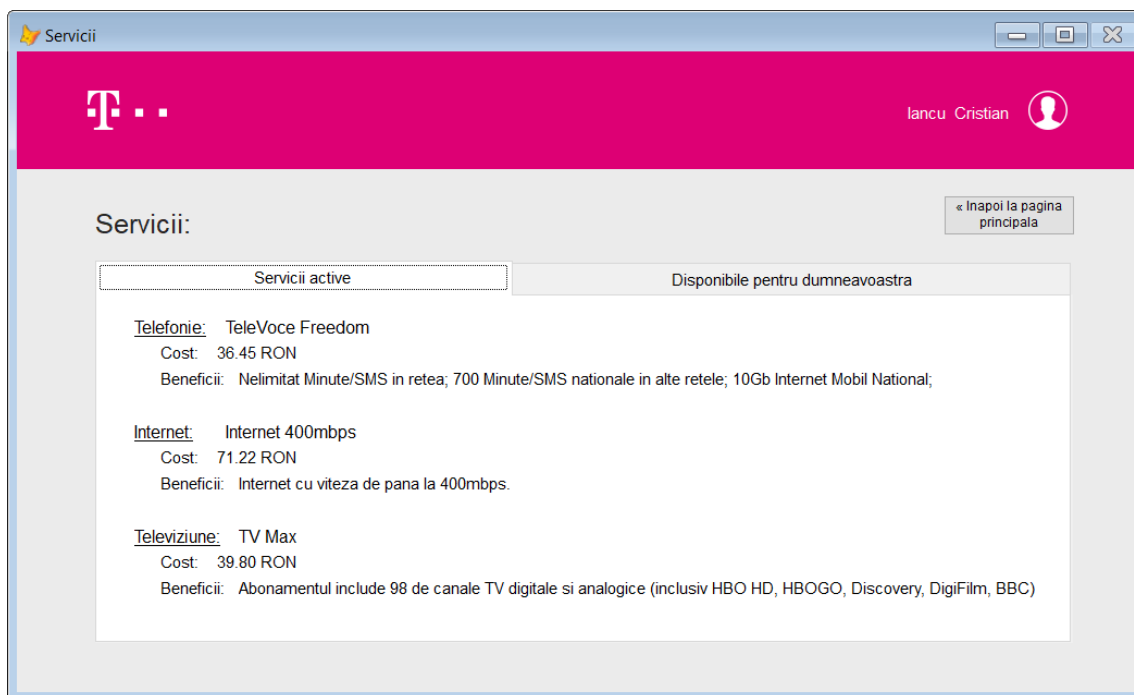 Servicii
T
Iancu Cristian
« Inapoi la pagina
principala
Servicii:
Servicii active
Disponibile pentru dumneavoastra
Telefonie: TeleVoce Freedom
Cost: 36.45 RON
Beneficii: Nelimitat Minute/SMS in retea; 700 Minute/SMS nationale in alte retele; 10Gb Internet Mobil National;
Internet: Internet 400mbps
Cost: 71.22 RON
Beneficii: Internet cu viteza de pana la 400mbps.
Televiziune: TV Max
Cost: 39.80 RON
Beneficii: Abonamentul include 98 de canale TV digitale si analogice (inclusiv HBO HD, HBOGO, Discovery, DigiFilm, BBC)